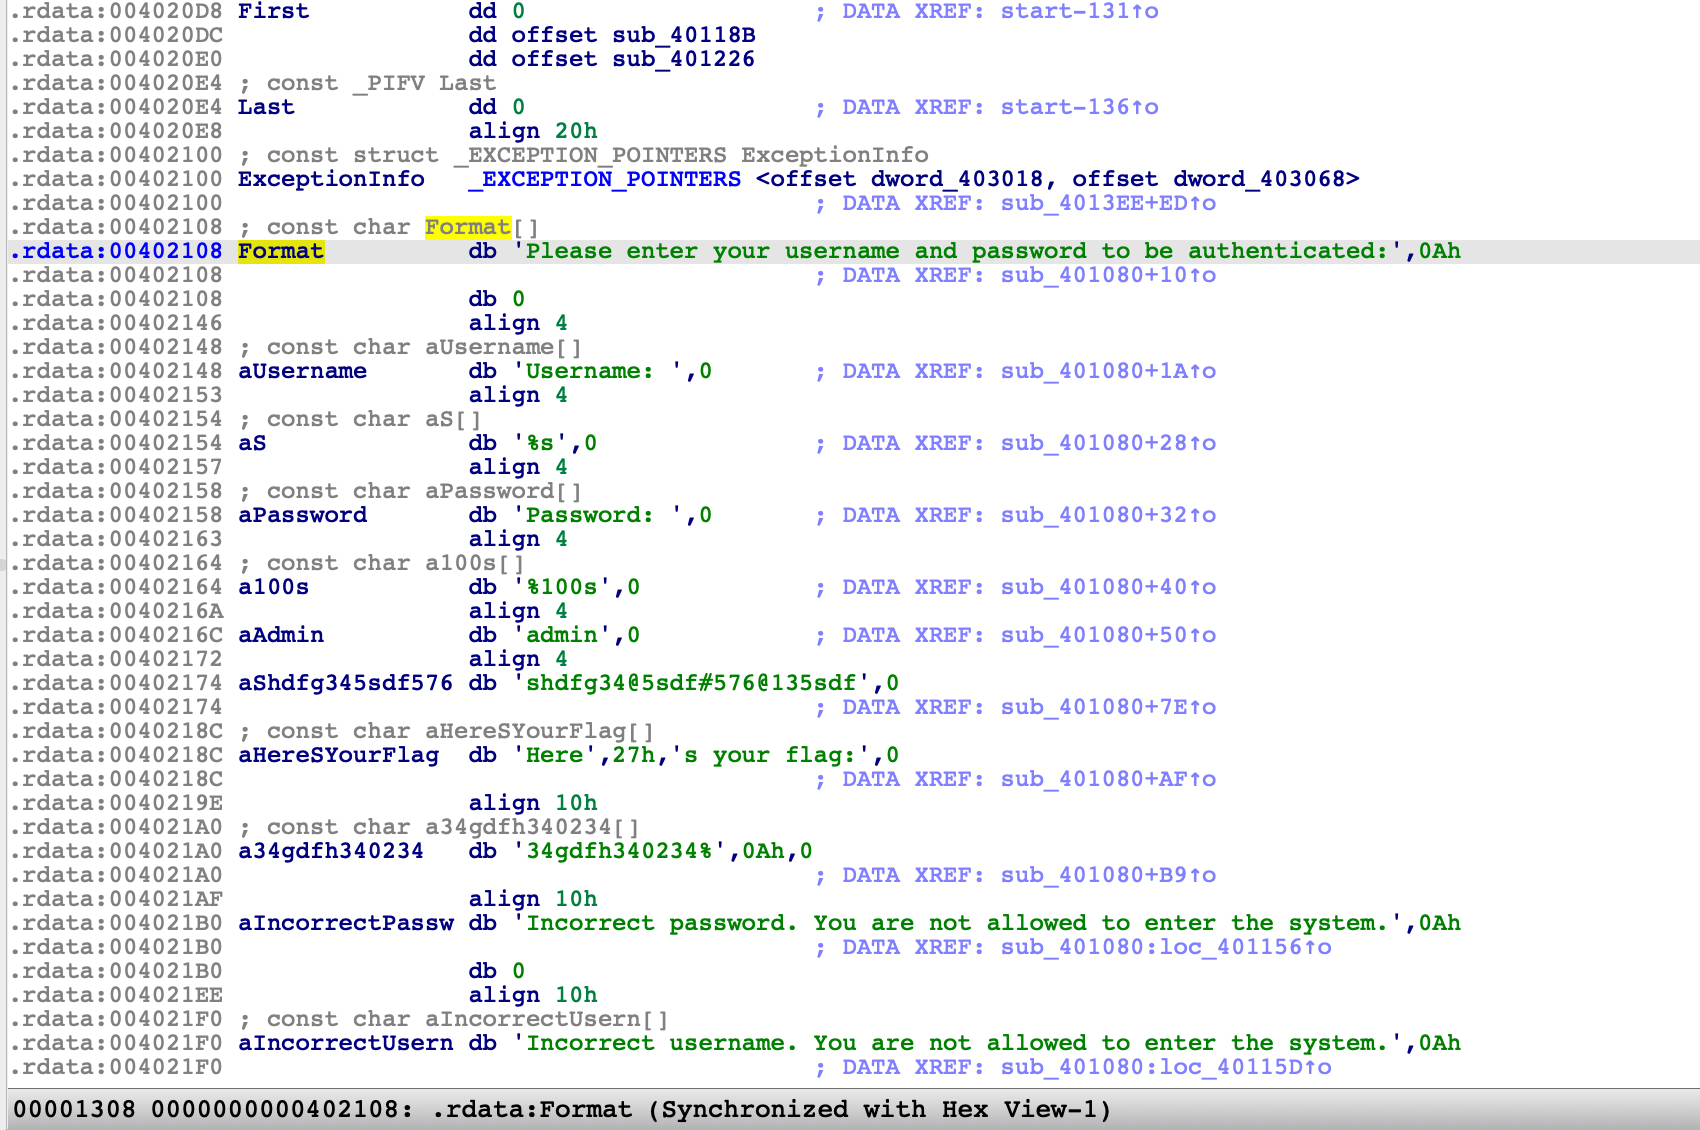 .rdata:004020D8 First dd 0 ; DATA XREF: start-131↑o
.rdata:004020DC dd offset sub_40118B
.rdata:004020E0 dd offset sub_401226
.rdata:004020E4 ; const _PIFV Last
.rdata:004020E4 Last dd 0 ; DATA XREF: start-136↑o
.rdata:004020E8 align 20h
.rdata:00402100 ; const struct _EXCEPTION_POINTERS ExceptionInfo
.rdata:00402100 ExceptionInfo _EXCEPTION_POINTERS <offset dword_403018, offset dword_403068>
.rdata:00402100 ; DATA XREF: sub_4013EE+ED↑o
.rdata:00402108 ; const char Format[]
.rdata:00402108 Format db 'Please enter your username and password to be authenticated:',0Ah
.rdata:00402108 ; DATA XREF: sub_401080+10↑o
.rdata:00402108 db 0
.rdata:00402146 align 4
.rdata:00402148 ; const char aUsername[]
.rdata:00402148 aUsername db 'Username: ',0 ; DATA XREF: sub_401080+1A↑o
.rdata:00402153 align 4
.rdata:00402154 ; const char aS[]
.rdata:00402154 aS db '%s',0 ; DATA XREF: sub_401080+28↑o
.rdata:00402157 align 4
.rdata:00402158 ; const char aPassword[]
.rdata:00402158 aPassword db 'Password: ',0 ; DATA XREF: sub_401080+32↑o
.rdata:00402163 align 4
.rdata:00402164 ; const char a100s[]
.rdata:00402164 a100s db '%100s',0 ; DATA XREF: sub_401080+40↑o
.rdata:0040216A align 4
.rdata:0040216C aAdmin db 'admin',0 ; DATA XREF: sub_401080+50↑o
.rdata:00402172 align 4
.rdata:00402174 aShdfg345sdf576 db 'shdfg34@5sdf#576@135sdf',0
.rdata:00402174 ; DATA XREF: sub_401080+7E↑o
.rdata:0040218C ; const char aHereSYourFlag[]
.rdata:0040218C aHereSYourFlag db 'Here',27h,'s your flag:',0
.rdata:0040218C ; DATA XREF: sub_401080+AF↑o
.rdata:0040219E align 10h
.rdata:004021A0 ; const char a34gdfh340234[]
.rdata:004021A0 a34gdfh340234 db '34gdfh340234%',0Ah,0
.rdata:004021A0 ; DATA XREF: sub_401080+B9↑o
.rdata:004021AF align 10h
.rdata:004021B0 aIncorrectPassw db 'Incorrect password. You are not allowed to enter the system.',0Ah
.rdata:004021B0 ; DATA XREF: sub_401080:loc_401156↑o
.rdata:004021B0 db 0
.rdata:004021EE align 10h
.rdata:004021F0 ; const char aIncorrectUsern[]
.rdata:004021F0 aIncorrectUsern db 'Incorrect username. You are not allowed to enter the system.',0Ah
.rdata:004021F0 ; DATA XREF: sub_401080:loc_40115D↑o
00001308 0000000000402108: .rdata:Format (Synchronized with Hex View-1)